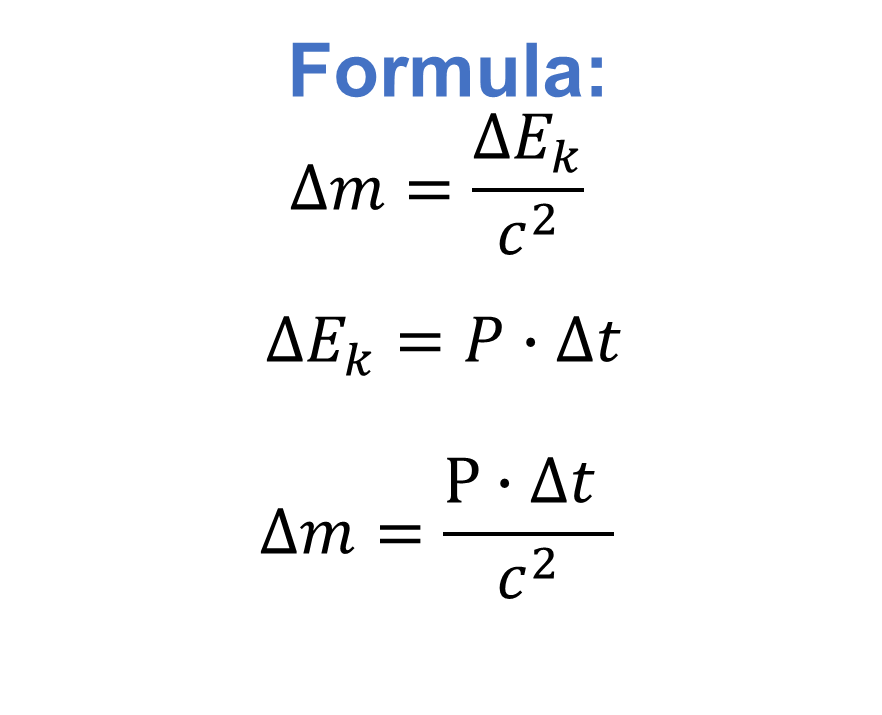 Formula:
Δm = ΔE_k / c²
ΔE_k = P · Δt
Δm = P · Δt / c²